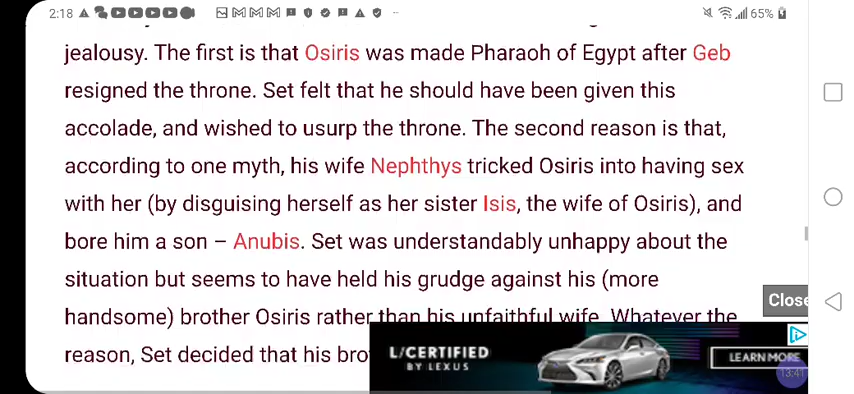 2:18
65%
jealousy. The first is that Osiris was made Pharaoh of Egypt after Geb
resigned the throne. Set felt that he should have been given this
accolade, and wished to usurp the throne. The second reason is that,
according to one myth, his wife Nephthys tricked Osiris into having sex
with her (by disguising herself as her sister Isis, the wife of Osiris), and
bore him a son – Anubis. Set was understandably unhappy about the
situation but seems to have held his grudge against his (more
Close
handsome) brother Osiris rather than his unfaithful wife. Whatever the
reason, Set decided that his bro
L/CERTIFIED
BY LEXUS
LEARN MORE
13:41